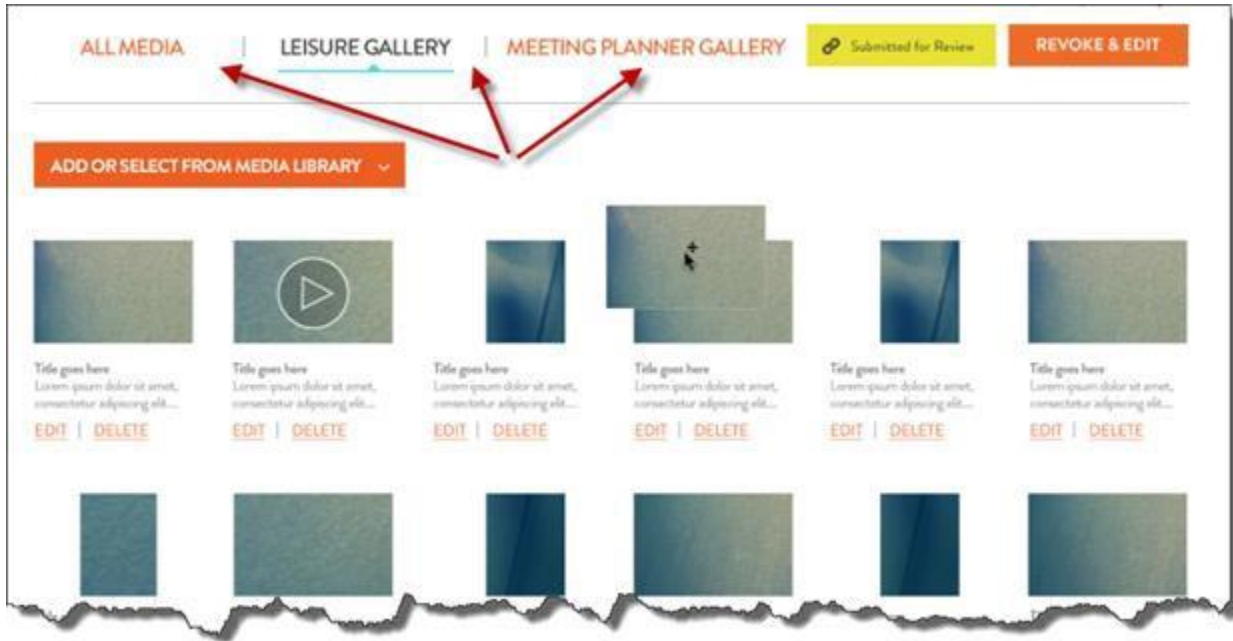 ALL MEDIA | LEISURE GALLERY | MEETING PLANNER GALLERY Submitted for Review REVOKE & EDIT
ADD OR SELECT FROM MEDIA LIBRARY
Title goes here Title goes here Title goes here Title goes here Title goes here Title goes here
Lorem ipsum dolor sit amet, Lorem ipsum dolor sit amet, Lorem ipsum dolor sit amet, Lorem ipsum dolor sit amet, Lorem ipsum dolor sit amet, Lorem ipsum dolor sit amet,
consectetur adipiscing elit.... consectetur adipiscing elit.... consectetur adipiscing elit.... consectetur adipiscing elit.... consectetur adipiscing elit.... consectetur adipiscing elit....
EDIT | DELETE EDIT | DELETE EDIT | DELETE EDIT | DELETE EDIT | DELETE EDIT | DELETE